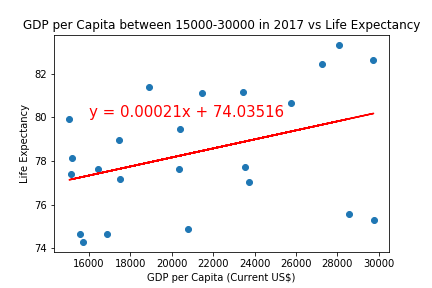 GDP per Capita between 15000-30000 in 2017 vs Life Expectancy
82
80
78
76
74
Life Expectancy
y = 0.00021x + 74.03516
16000 18000 20000 22000 24000 26000 28000 30000
GDP per Capita (Current US$)